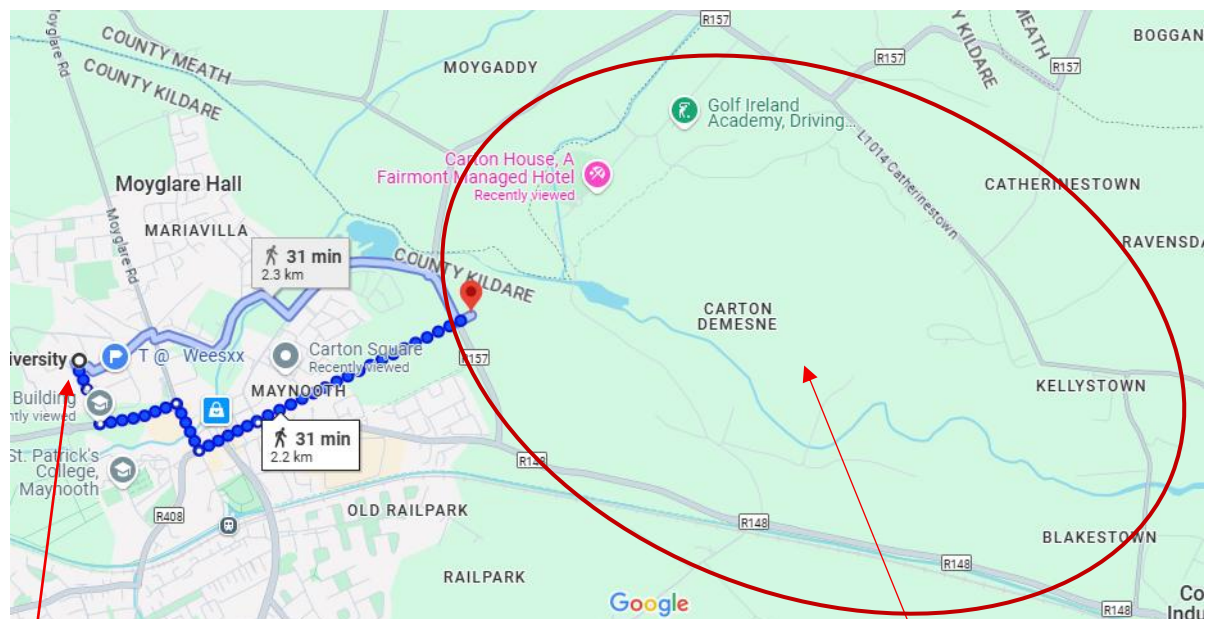 R157
Moyglare Rd
COUNTY MEATH
COUNTY KILDARE
MOYGADDY
R157
Y KILDARE
MEATH
R157
BOGGAN
Golf Ireland
Academy, Driving...
L1014 Catherinestown
Carton House, A
Fairmont Managed Hotel
Recently viewed
Moyglare Hall
CATHERINESTOWN
MARIAVILLA
Moyglare Rd
31 min
2.3 km
COUNTY KILDARE
RAVENSDA
CARTON
DEMESNE
iversity
P
T @ Weesxx
Carton Square
Recently viewed
R157
MAYNOOTH
KELLYSTOWN
Building
ntly viewed
31 min
2.2 km
St. Patrick's
College,
Maynooth
R148
R408
OLD RAILPARK
R148
BLAKESTOWN
R148
RAILPARK
Google
Co
Indu
R148